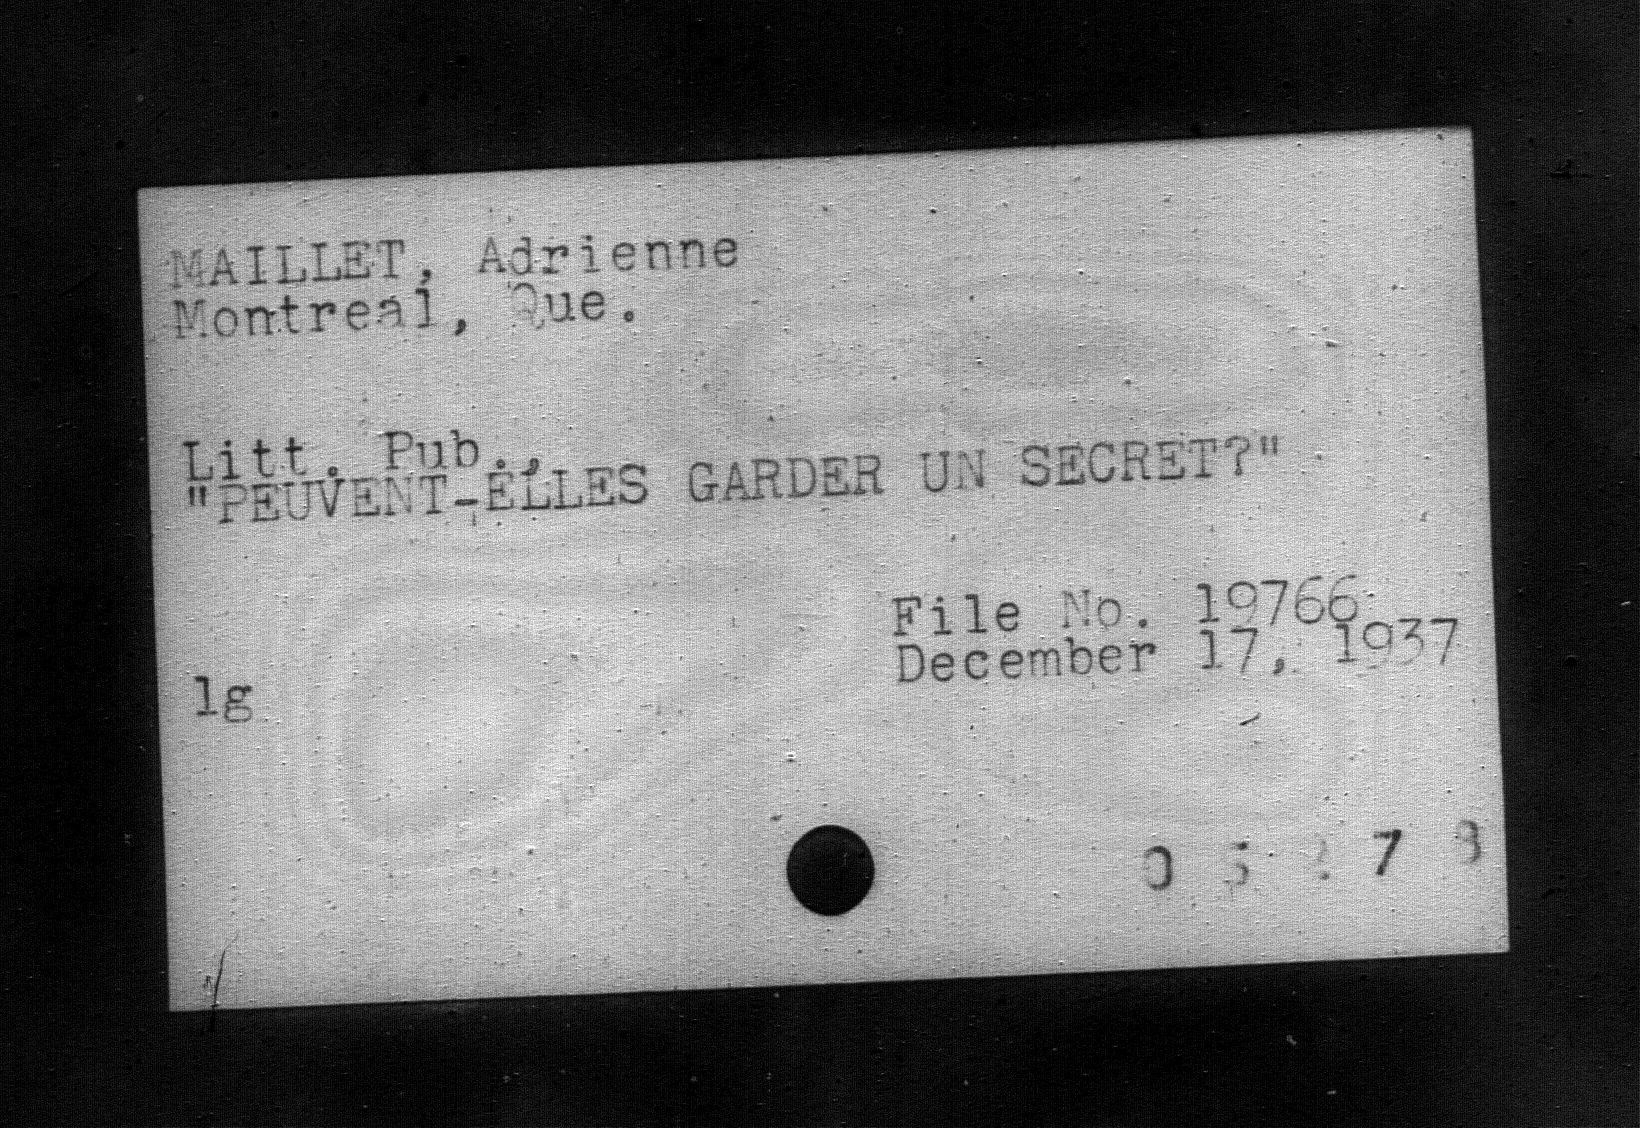 MAILLET, Adrienne
Montreal, Que.
Litt. Pub.,
"PEUVENT-ELLES GARDER UN SECRET?"
File No. 19766
December 17, 1937
lg